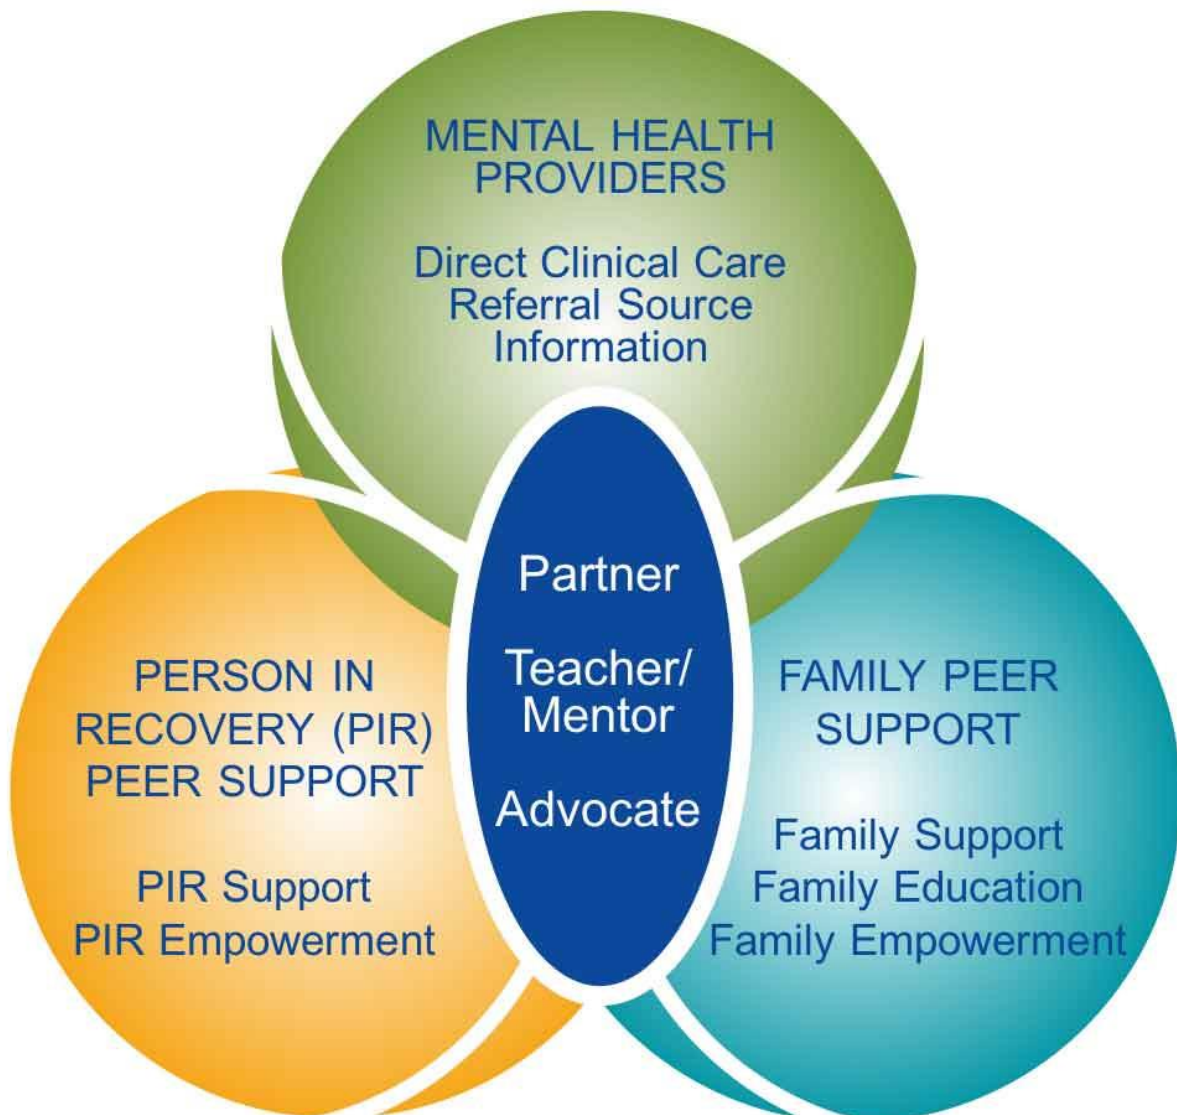 MENTAL HEALTH
PROVIDERS
Direct Clinical Care
Referral Source
Information
Partner
Teacher/
Mentor
Advocate
PERSON IN
RECOVERY (PIR)
PEER SUPPORT
PIR Support
PIR Empowerment
FAMILY PEER
SUPPORT
Family Support
Family Education
Family Empowerment